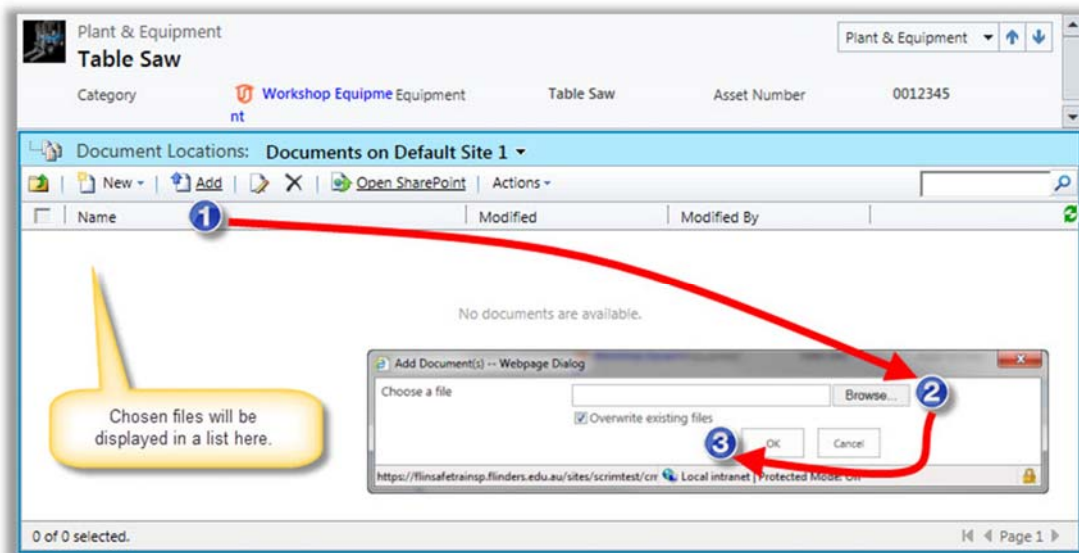 Plant & Equipment
Table Saw
Plant & Equipment
Category
Workshop Equipme
nt
Equipment
Table Saw
Asset Number
0012345
Document Locations: Documents on Default Site 1
New
Add
Open SharePoint
Actions
Name
Modified
Modified By
1
No documents are available.
Add Document(s) -- Webpage Dialog
Choose a file
Browse...
2
Overwrite existing files
3
OK
Cancel
https://flinsafetrainsp.flinders.edu.au/sites/scrimtest/crr
Local intranet | Protected Mode:
Chosen files will be
displayed in a list here.
0 of 0 selected.
Page 1